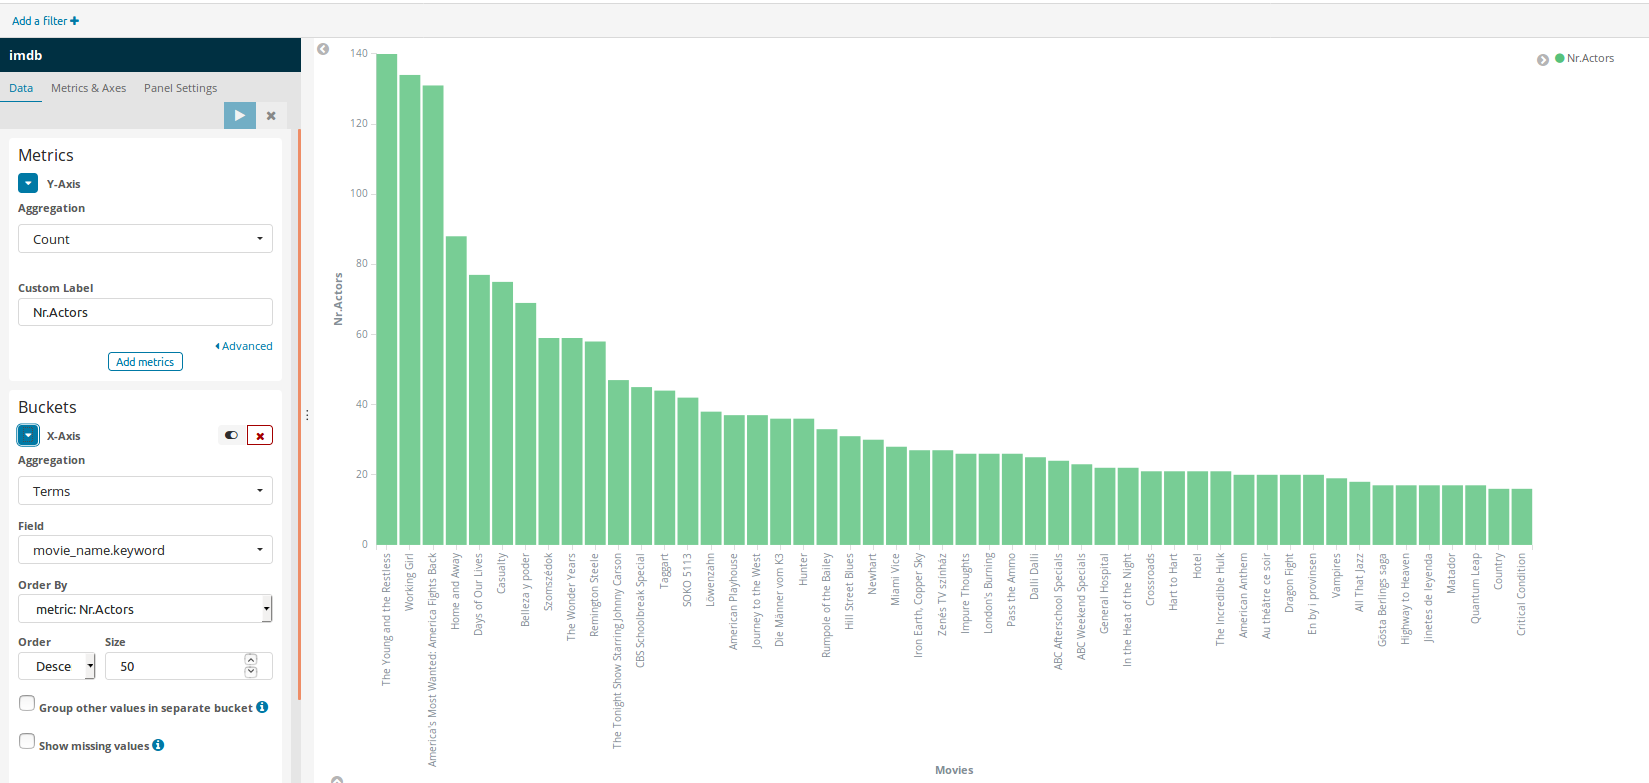 Add a filter
imdb
Data Metrics & Axes Panel Settings
Metrics
Y-Axis
Aggregation
Count
Custom Label
Nr.Actors
Advanced
Add metrics
Buckets
X-Axis
Aggregation
Terms
Field
movie_name.keyword
Order By
metric: Nr.Actors
Order Size
Desce 50
Group other values in separate bucket
Show missing values
Nr.Actors
140
120
100
80
60
40
20
0
Nr.Actors
The Young and the Restless
Working Girl
America's Most Wanted: America Fights Back
Home and Away
Days of Our Lives
Casualty
Belleza y poder
Szomszédok
The Wonder Years
Remington Steele
The Tonight Show Starring Johnny Carson
CBS Schoolbreak Special
Taggart
SOKO 5113
Löwenzahn
American Playhouse
Journey to the West
Die Männer vom K3
Hunter
Rumpole of the Bailey
Hill Street Blues
Newhart
Miami Vice
Iron Earth, Copper Sky
Zenés TV színház
Impure Thoughts
London's Burning
Pass the Ammo
Dalli Dalli
ABC Afterschool Specials
ABC Weekend Specials
General Hospital
In the Heat of the Night
Crossroads
Hart to Hart
Hotel
The Incredible Hulk
American Anthem
Au théâtre ce soir
Dragon Fight
En by i provinsen
Vampires
All That Jazz
Gösta Berlings saga
Highway to Heaven
Jinetes de leyenda
Matador
Quantum Leap
Country
Critical Condition
Movies